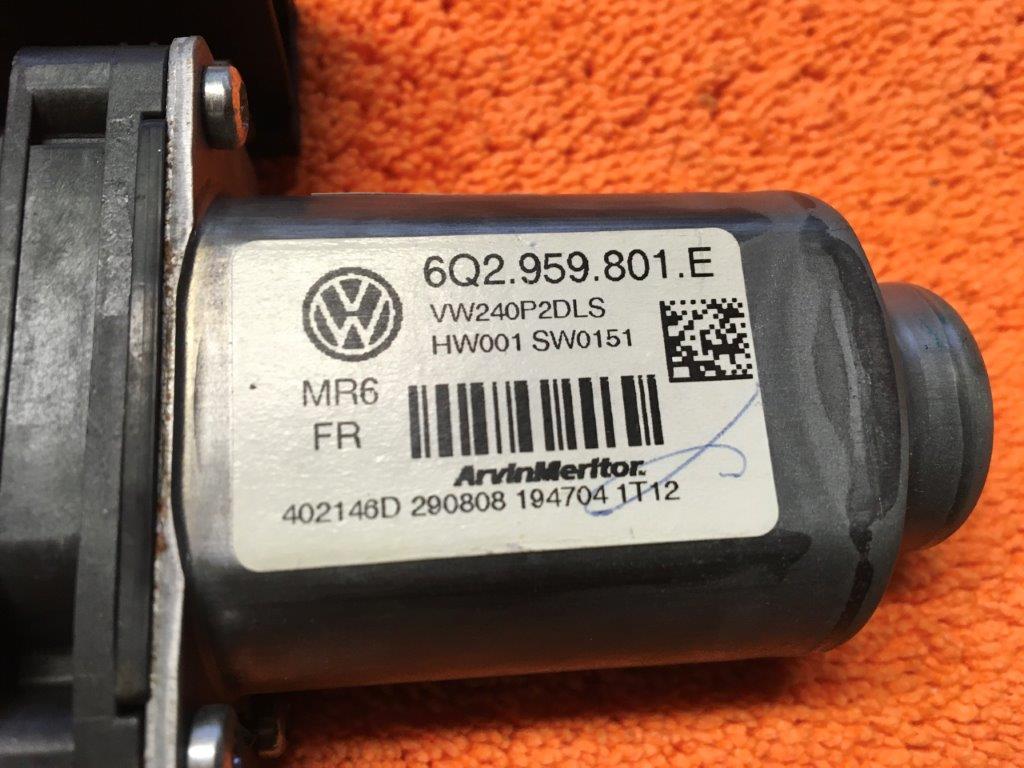 6Q2.959.801.E
VW240P2DLS
HW001 SW0151
MR6
FR
ArvinMeritor.
402146D 290808 194704 1T12